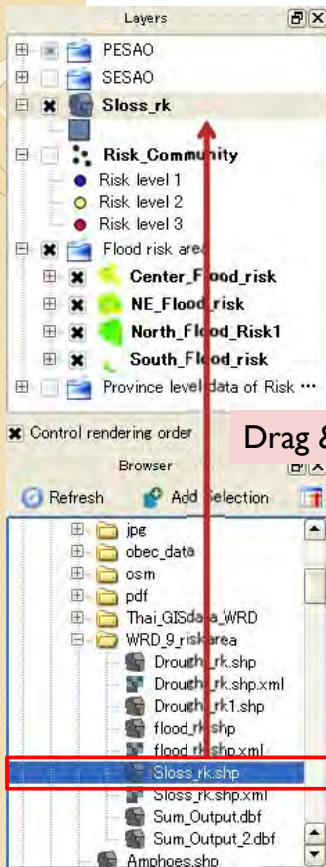 Layers
PESAO
SESAO
Sloss_rk
Risk_Community
Risk level 1
Risk level 2
Risk level 3
Flood risk area
Center_Flood_risk
NE_Flood_risk
North_Flood_Risk1
South_Flood_risk
Province level data of Risk ...
Control rendering order
Drag &
Browser
Refresh Add Selection
jpg
obec_data
osm
pdf
Thai_GISdata_WRD
WRD_9_riskarea
Drought_rk.shp
Drought_rk.shp.xml
Drought_rk1.shp
flood_rk.shp
flood_rk.shp.xml
Sloss_rk.shp
Sloss_rk.shp.xml
Sum_Output.dbf
Sum_Output_2.dbf
Amphoes.shp